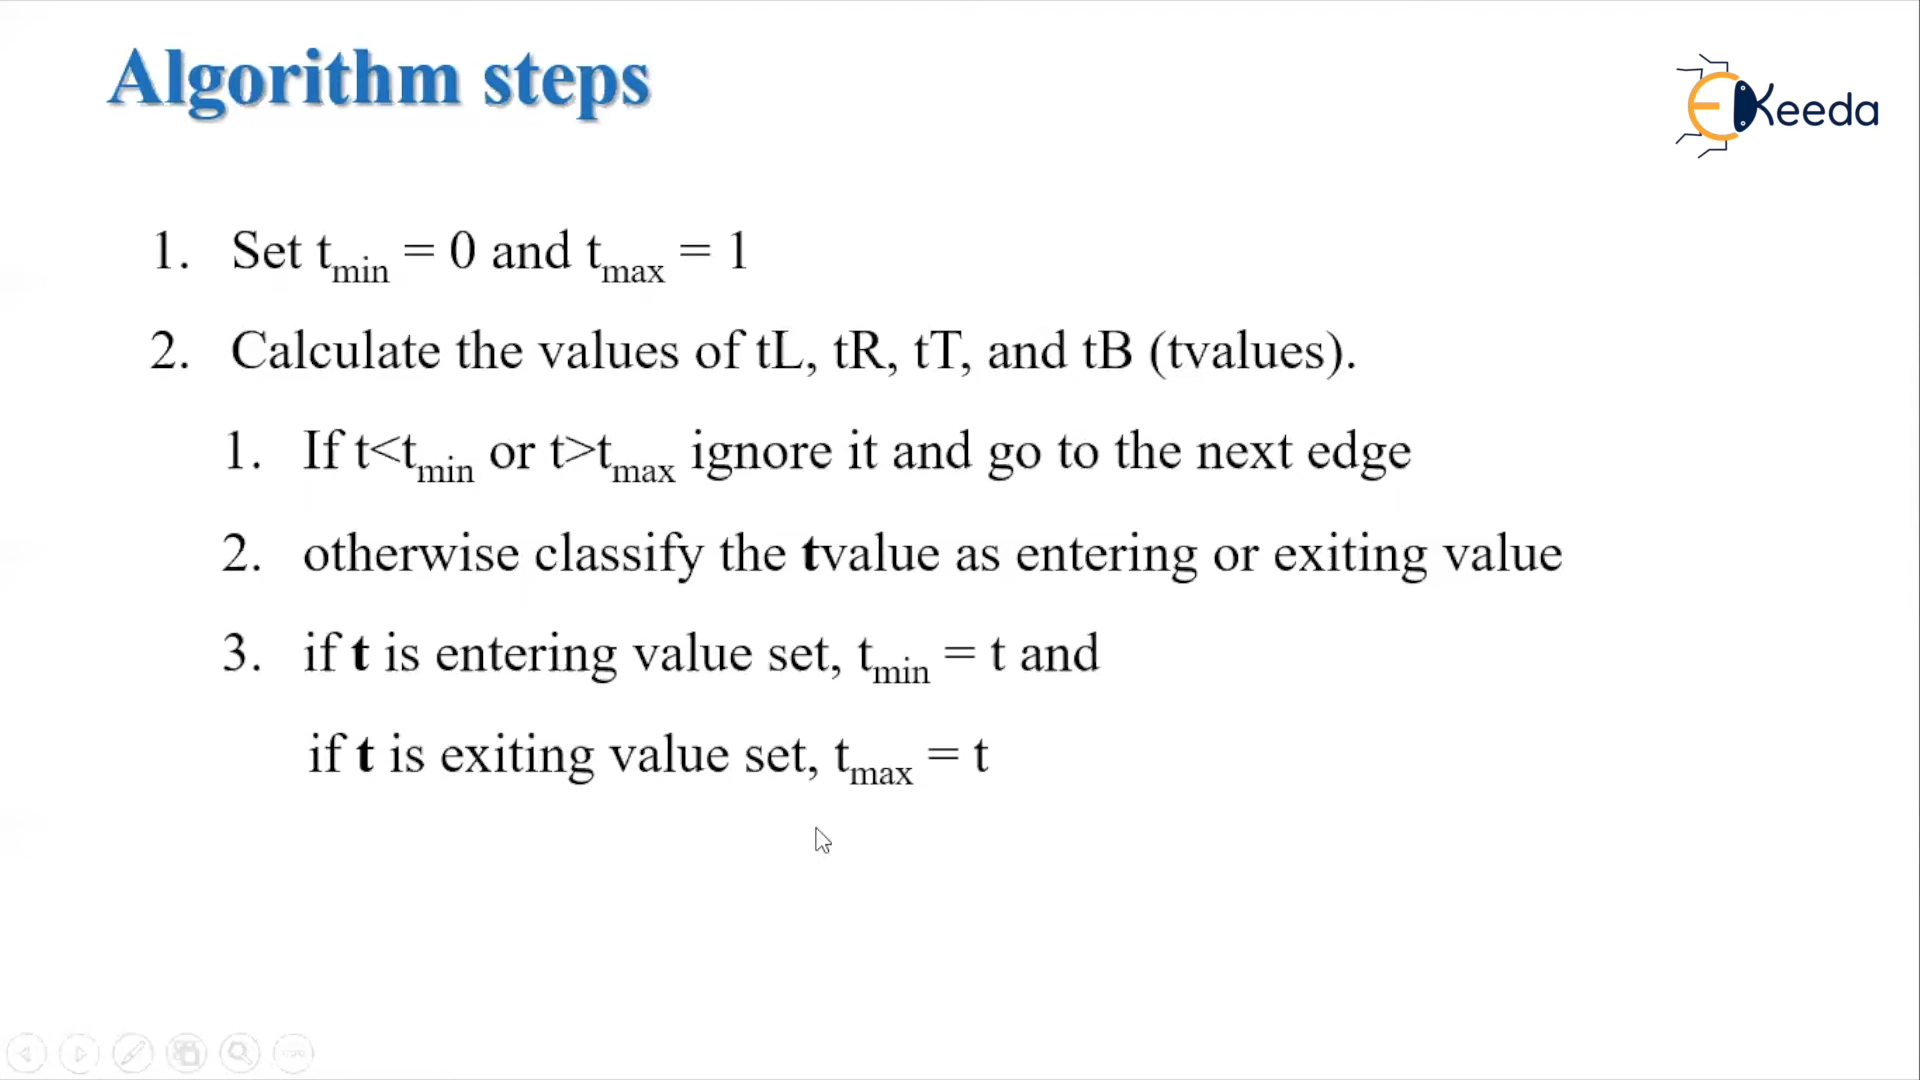 Algorithm steps
EKeeda
1. Set tmin = 0 and tmax = 1
2. Calculate the values of tL, tR, tT, and tB (tvalues).
1. If t<tmin or t>tmax ignore it and go to the next edge
2. otherwise classify the tvalue as entering or exiting value
3. if t is entering value set, tmin = t and
if t is exiting value set, tmax = t